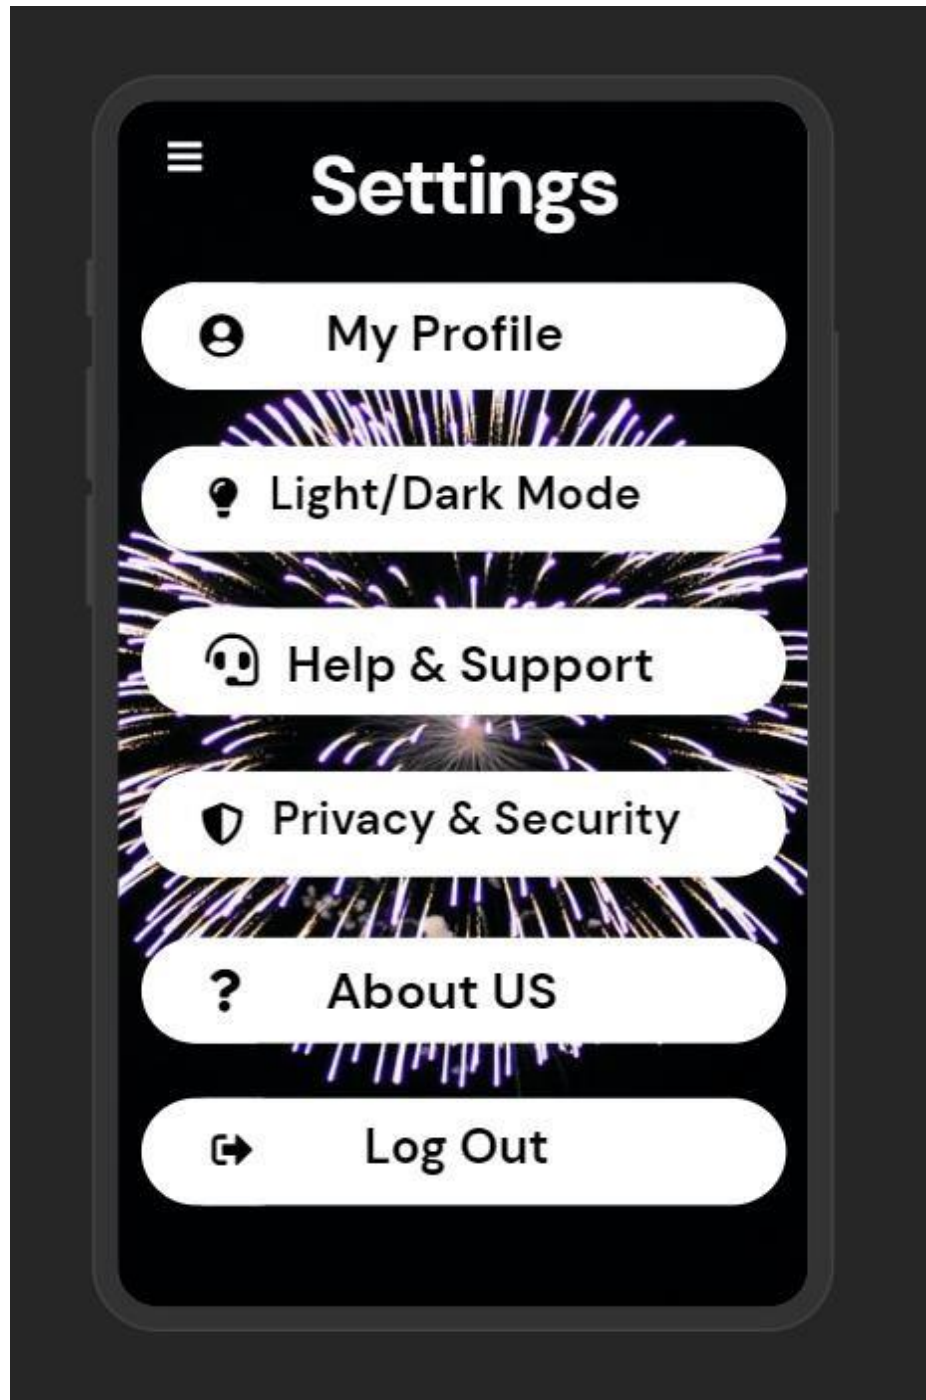 Settings
My Profile
Light/Dark Mode
Help & Support
Privacy & Security
About US
Log Out